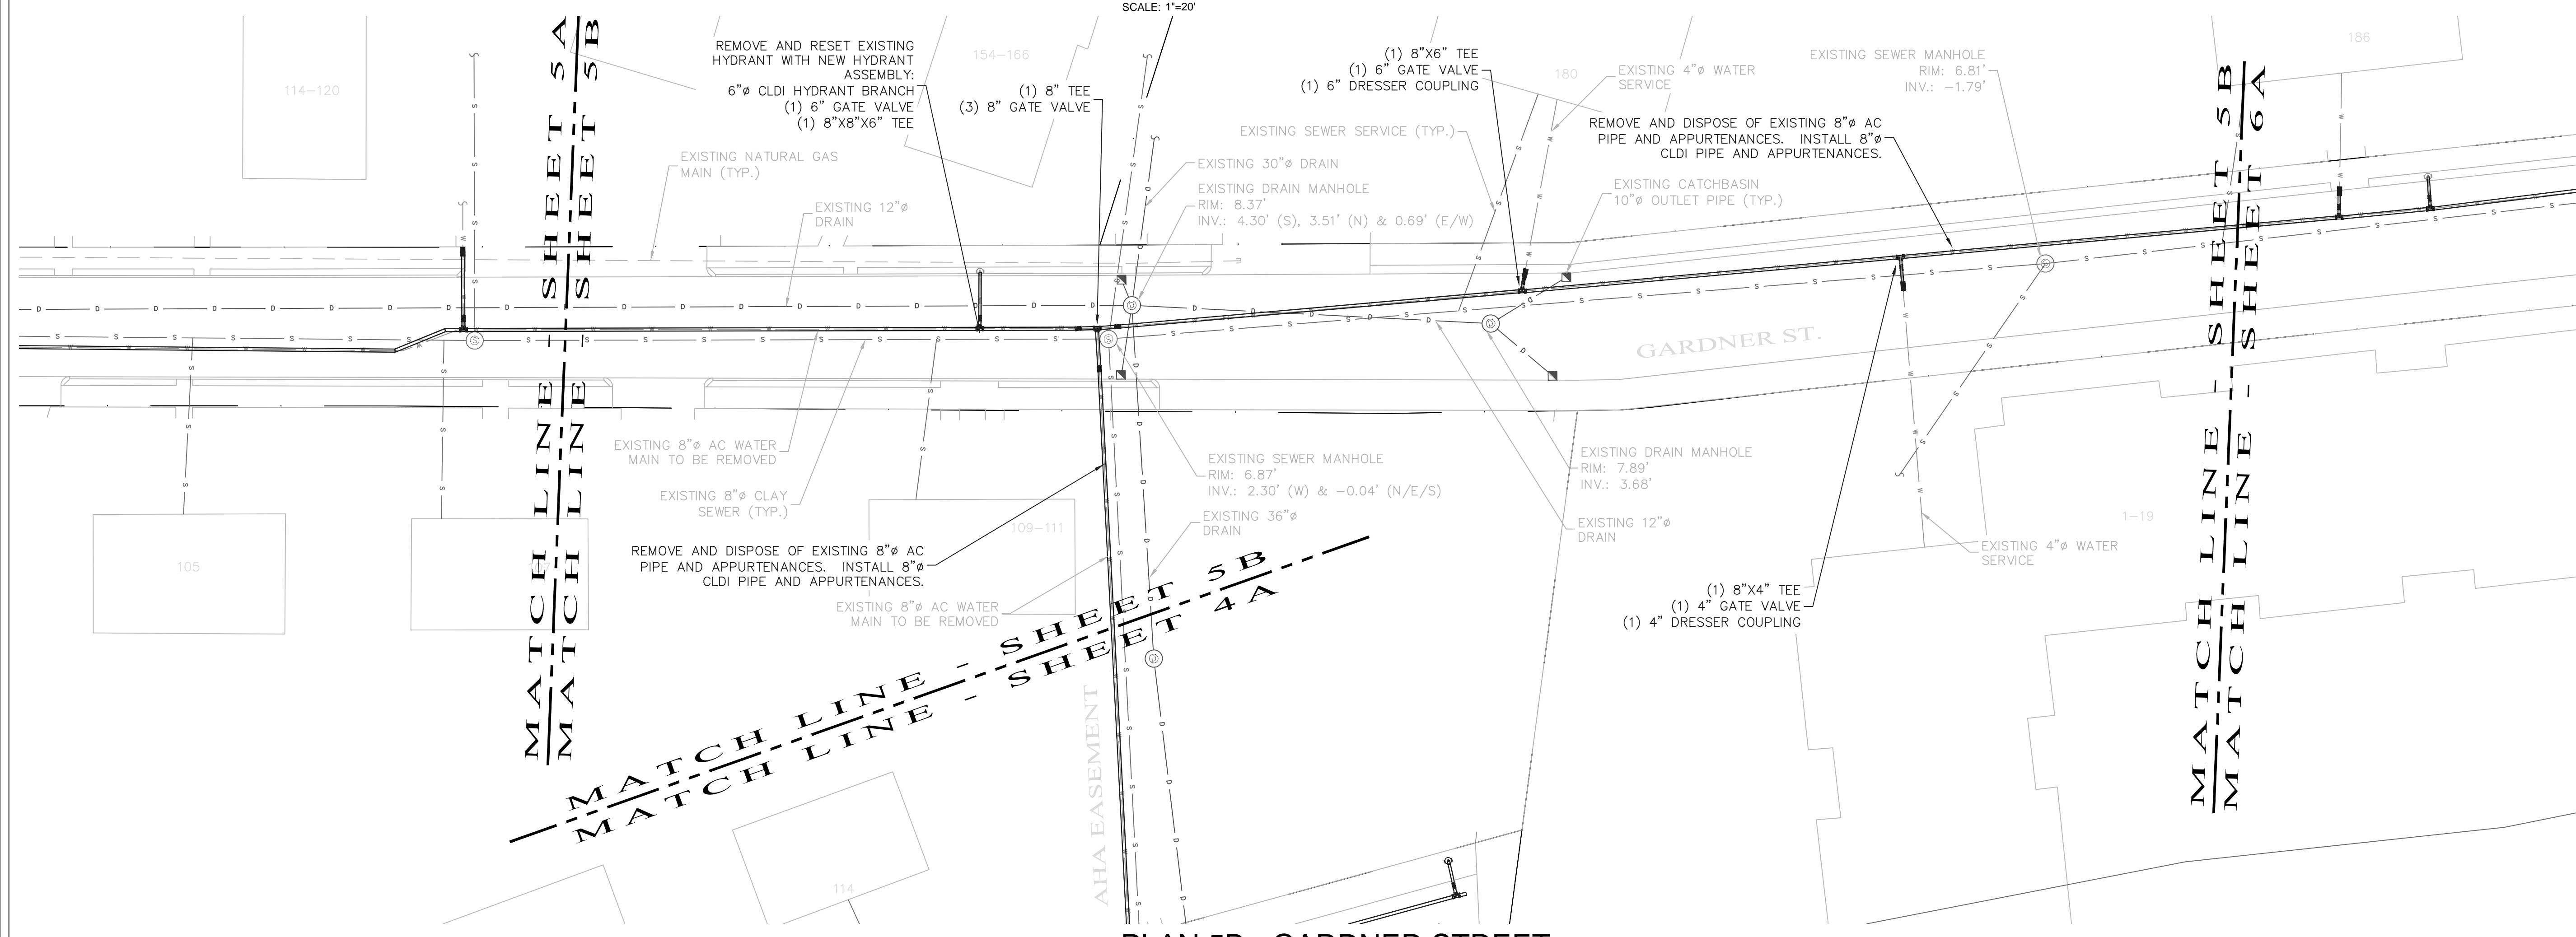 SCALE: 1"=20'
MATCH LINE - SHEET 5A
MATCH LINE - SHEET 5B
114-120
REMOVE AND RESET EXISTING
HYDRANT WITH NEW HYDRANT
ASSEMBLY:
6"ø CLDI HYDRANT BRANCH
(1) 6" GATE VALVE
(1) 8"X8"X6" TEE
154-166
(1) 8" TEE
(3) 8" GATE VALVE
EXISTING NATURAL GAS
MAIN (TYP.)
EXISTING 12"ø
DRAIN
EXISTING 30"ø DRAIN
EXISTING DRAIN MANHOLE
RIM: 8.37'
INV.: 4.30' (S), 3.51' (N) & 0.69' (E/W)
EXISTING SEWER SERVICE (TYP.)
(1) 8"X6" TEE
(1) 6" GATE VALVE
(1) 6" DRESSER COUPLING
180
EXISTING 4"ø WATER
SERVICE
EXISTING CATCHBASIN
10"ø OUTLET PIPE (TYP.)
REMOVE AND DISPOSE OF EXISTING 8"ø AC
PIPE AND APPURTENANCES. INSTALL 8"ø
CLDI PIPE AND APPURTENANCES.
EXISTING SEWER MANHOLE
RIM: 6.81'
INV.: -1.79'
186
MATCH LINE - SHEET 5B
MATCH LINE - SHEET 6A
GARDNER ST.
EXISTING 8"ø AC WATER
MAIN TO BE REMOVED
EXISTING 8"ø CLAY
SEWER (TYP.)
105
109-111
REMOVE AND DISPOSE OF EXISTING 8"ø AC
PIPE AND APPURTENANCES. INSTALL 8"ø
CLDI PIPE AND APPURTENANCES.
EXISTING 8"ø AC WATER
MAIN TO BE REMOVED
EXISTING SEWER MANHOLE
RIM: 6.87'
INV.: 2.30' (W) & -0.04' (N/E/S)
EXISTING 36"ø
DRAIN
EXISTING DRAIN MANHOLE
RIM: 7.89'
INV.: 3.68'
EXISTING 12"ø
DRAIN
(1) 8"X4" TEE
(1) 4" GATE VALVE
(1) 4" DRESSER COUPLING
EXISTING 4"ø WATER
SERVICE
1-19
MATCH LINE - SHEET 5B
MATCH LINE - SHEET 4A
AHA EASEMENT
114
PLAN 5B - GARDNER STREET